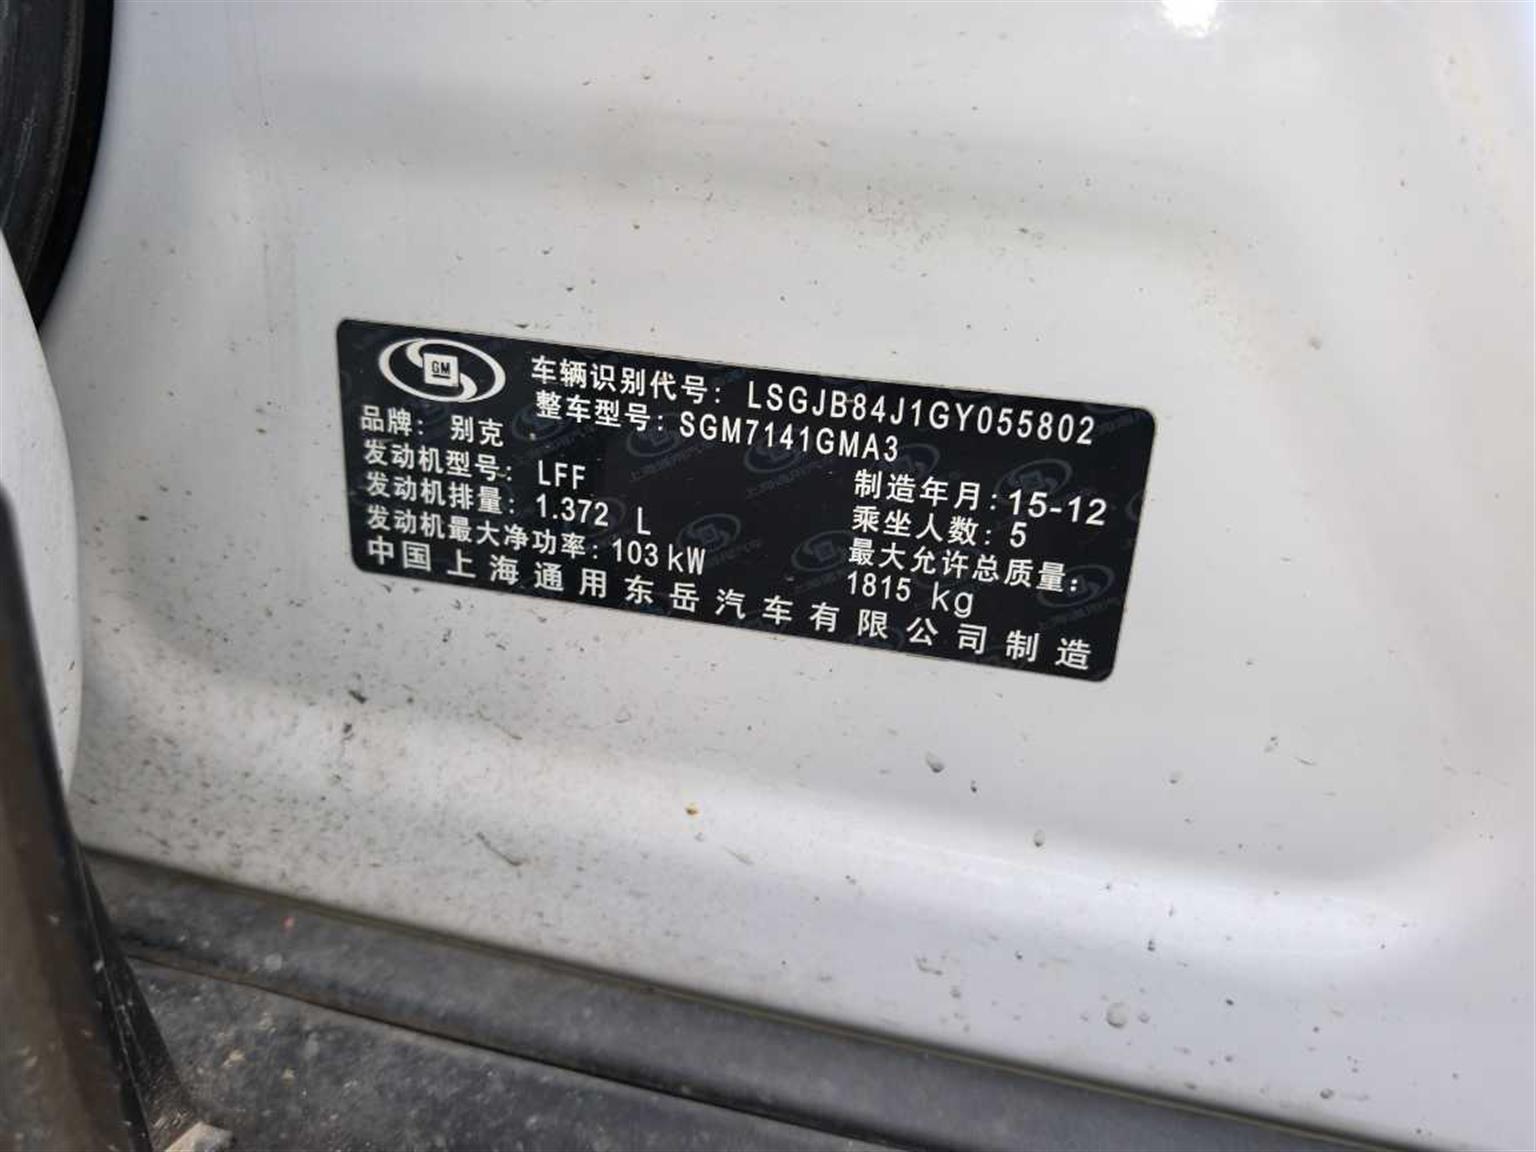 GM
车辆识别代号: LSGJB84J1GY055802
整车型号: SGM7141GMA3
品牌: 别克
发动机型号: LFF
制造年月: 15-12
发动机排量: 1.372 L
乘坐人数: 5
发动机最大净功率: 103 kW
最大允许总质量:
1815 kg
中国上海通用东岳汽车有限公司制造